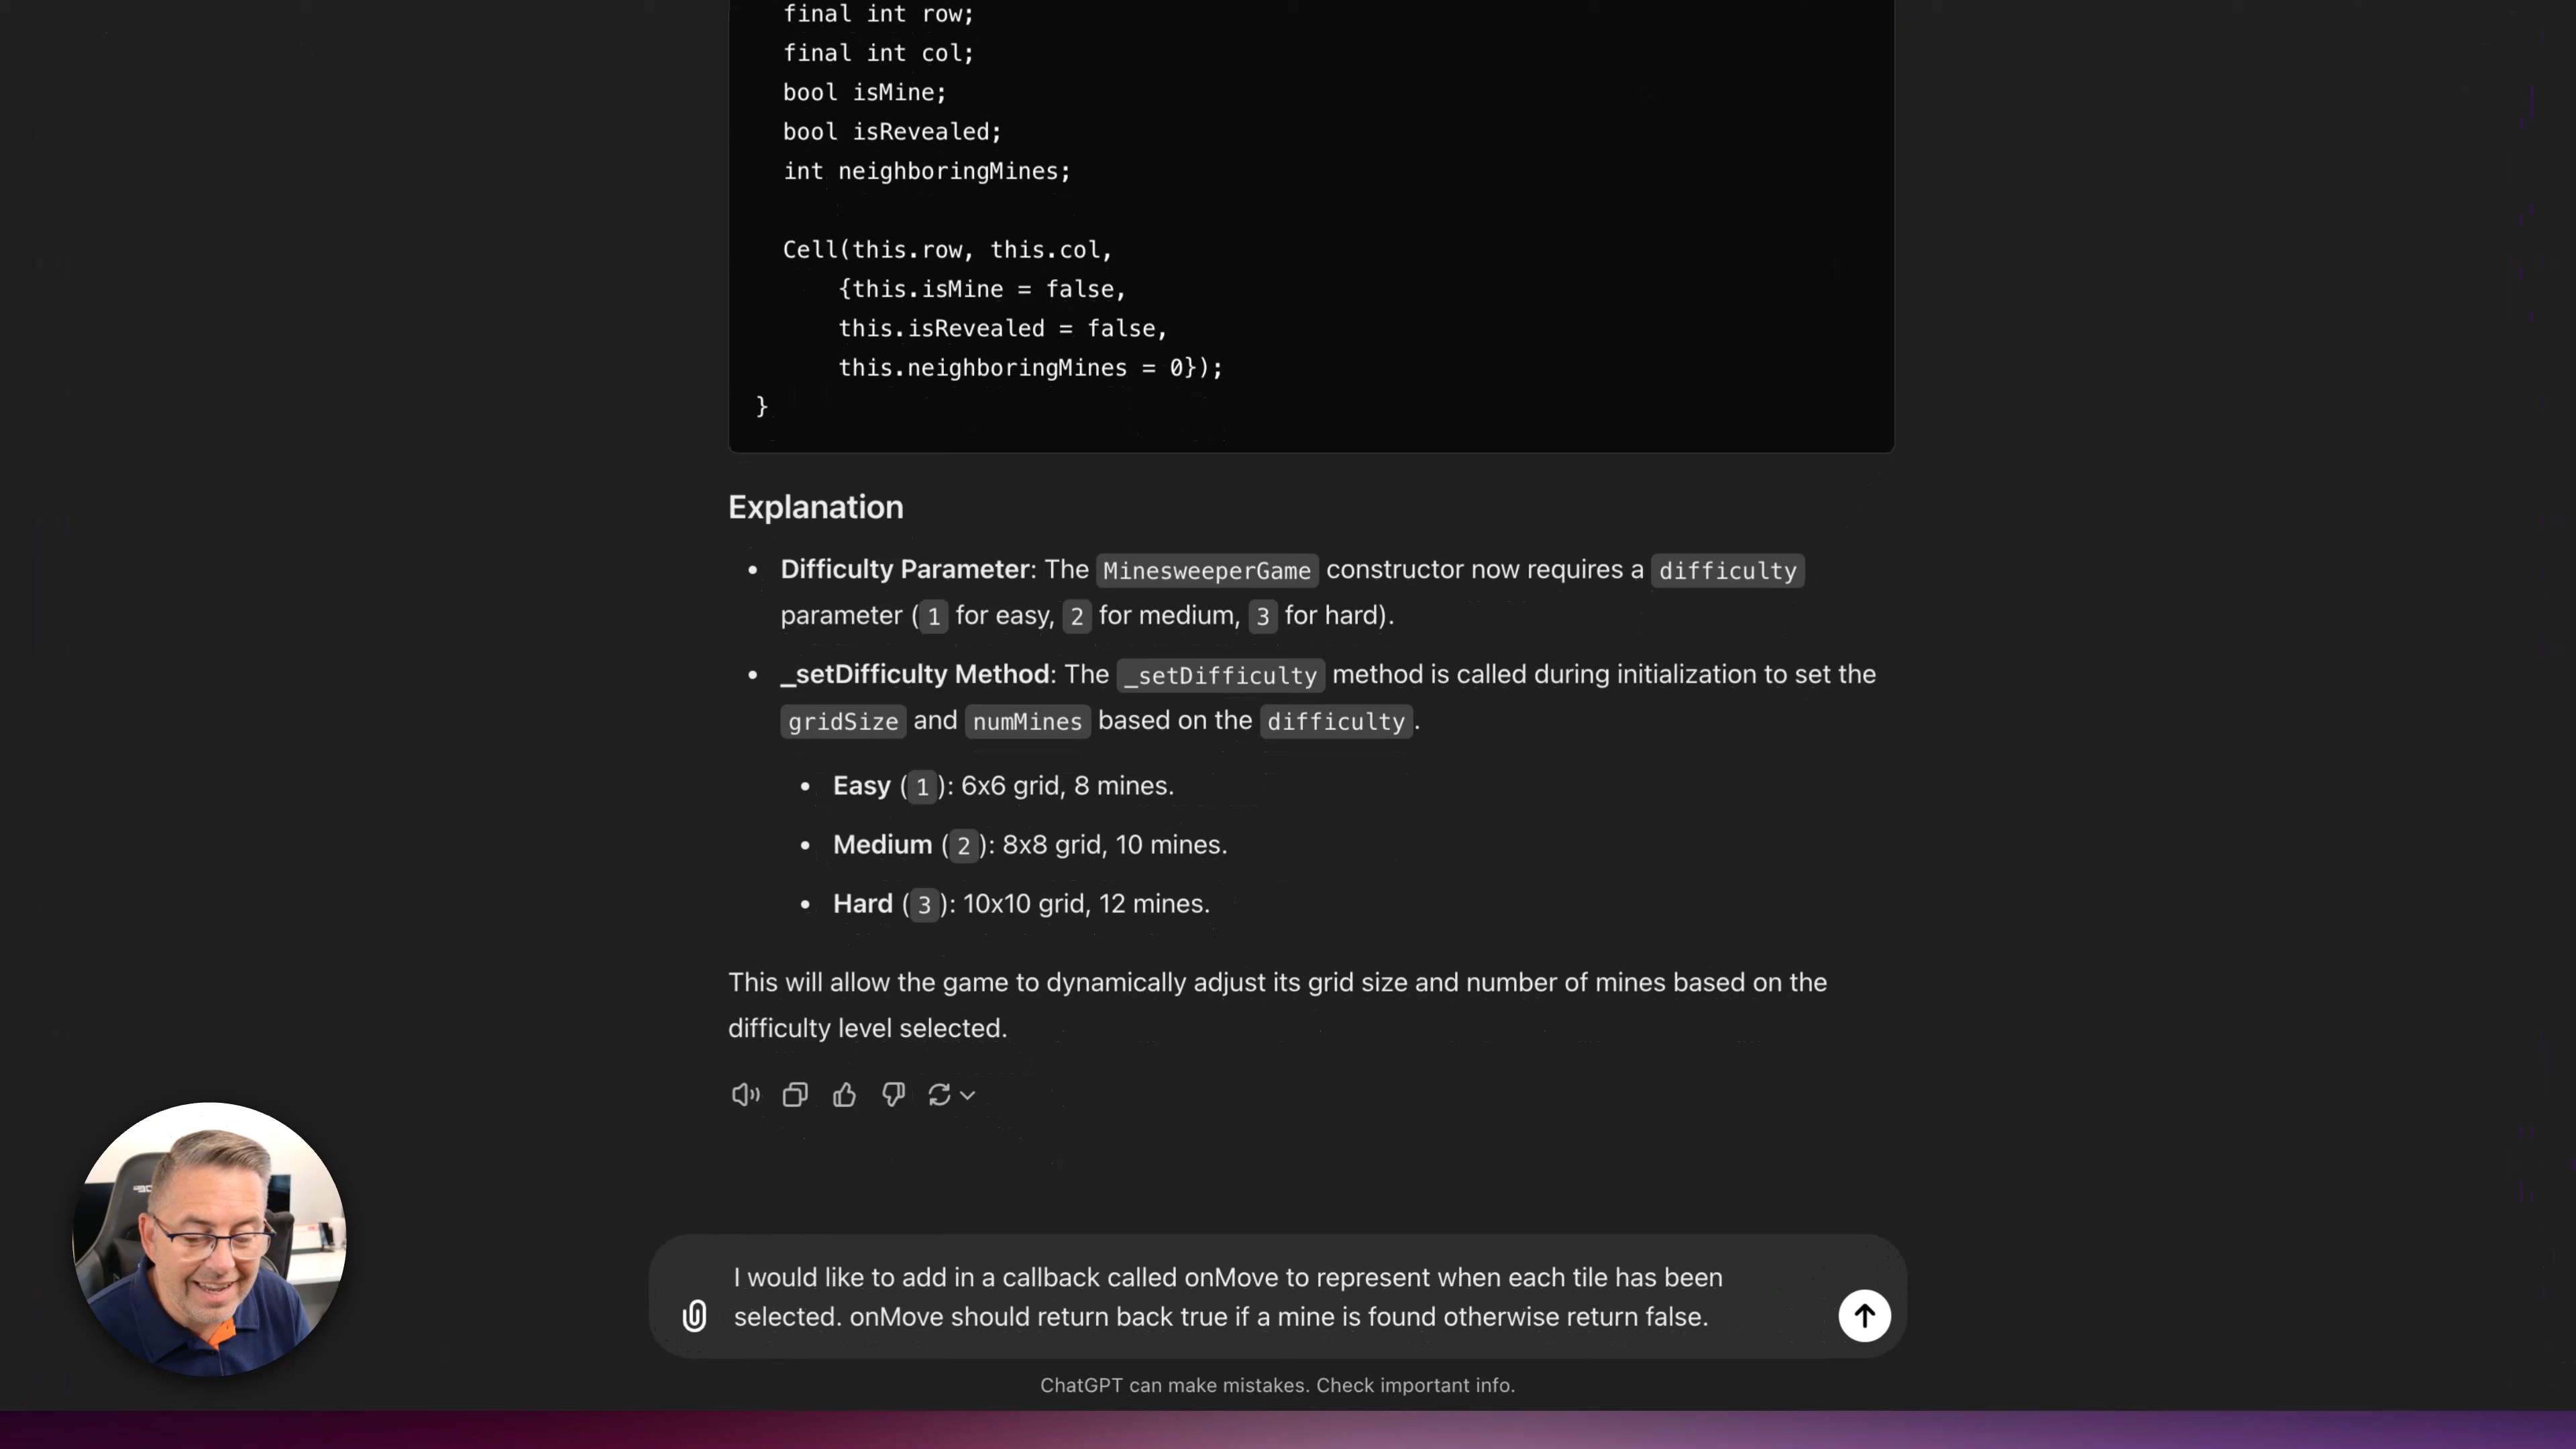 final int row;
final int col;
bool isMine;
bool isRevealed;
int neighboringMines;
Cell(this.row, this.col,
{this.isMine = false,
this.isRevealed = false,
this.neighboringMines = 0});
}
Explanation
• Difficulty Parameter: The MinesweeperGame constructor now requires a difficulty
parameter (1 for easy, 2 for medium, 3 for hard).
• _setDifficulty Method: The _setDifficulty method is called during initialization to set the
gridSize and numMines based on the difficulty.
• Easy (1): 6x6 grid, 8 mines.
• Medium (2): 8x8 grid, 10 mines.
• Hard (3): 10x10 grid, 12 mines.
This will allow the game to dynamically adjust its grid size and number of mines based on the
difficulty level selected.
I would like to add in a callback called onMove to represent when each tile has been
selected. onMove should return back true if a mine is found otherwise return false.
ChatGPT can make mistakes. Check important info.